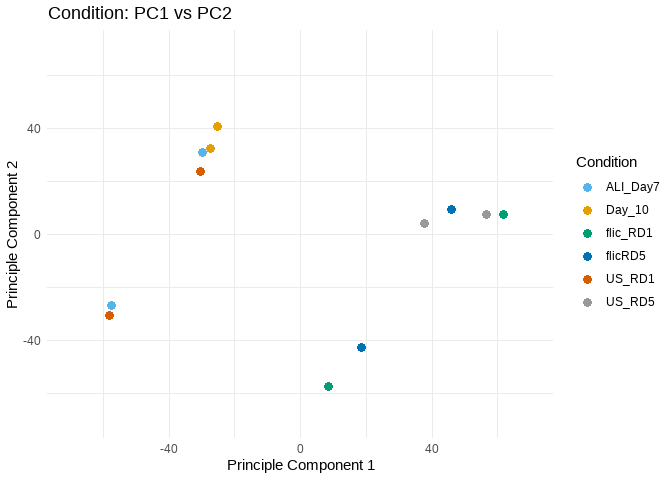 Condition: PC1 vs PC2
Principle Component 2
40
0
-40
-40
0
40
Principle Component 1
Condition
ALI_Day7
Day_10
flic_RD1
flicRD5
US_RD1
US_RD5